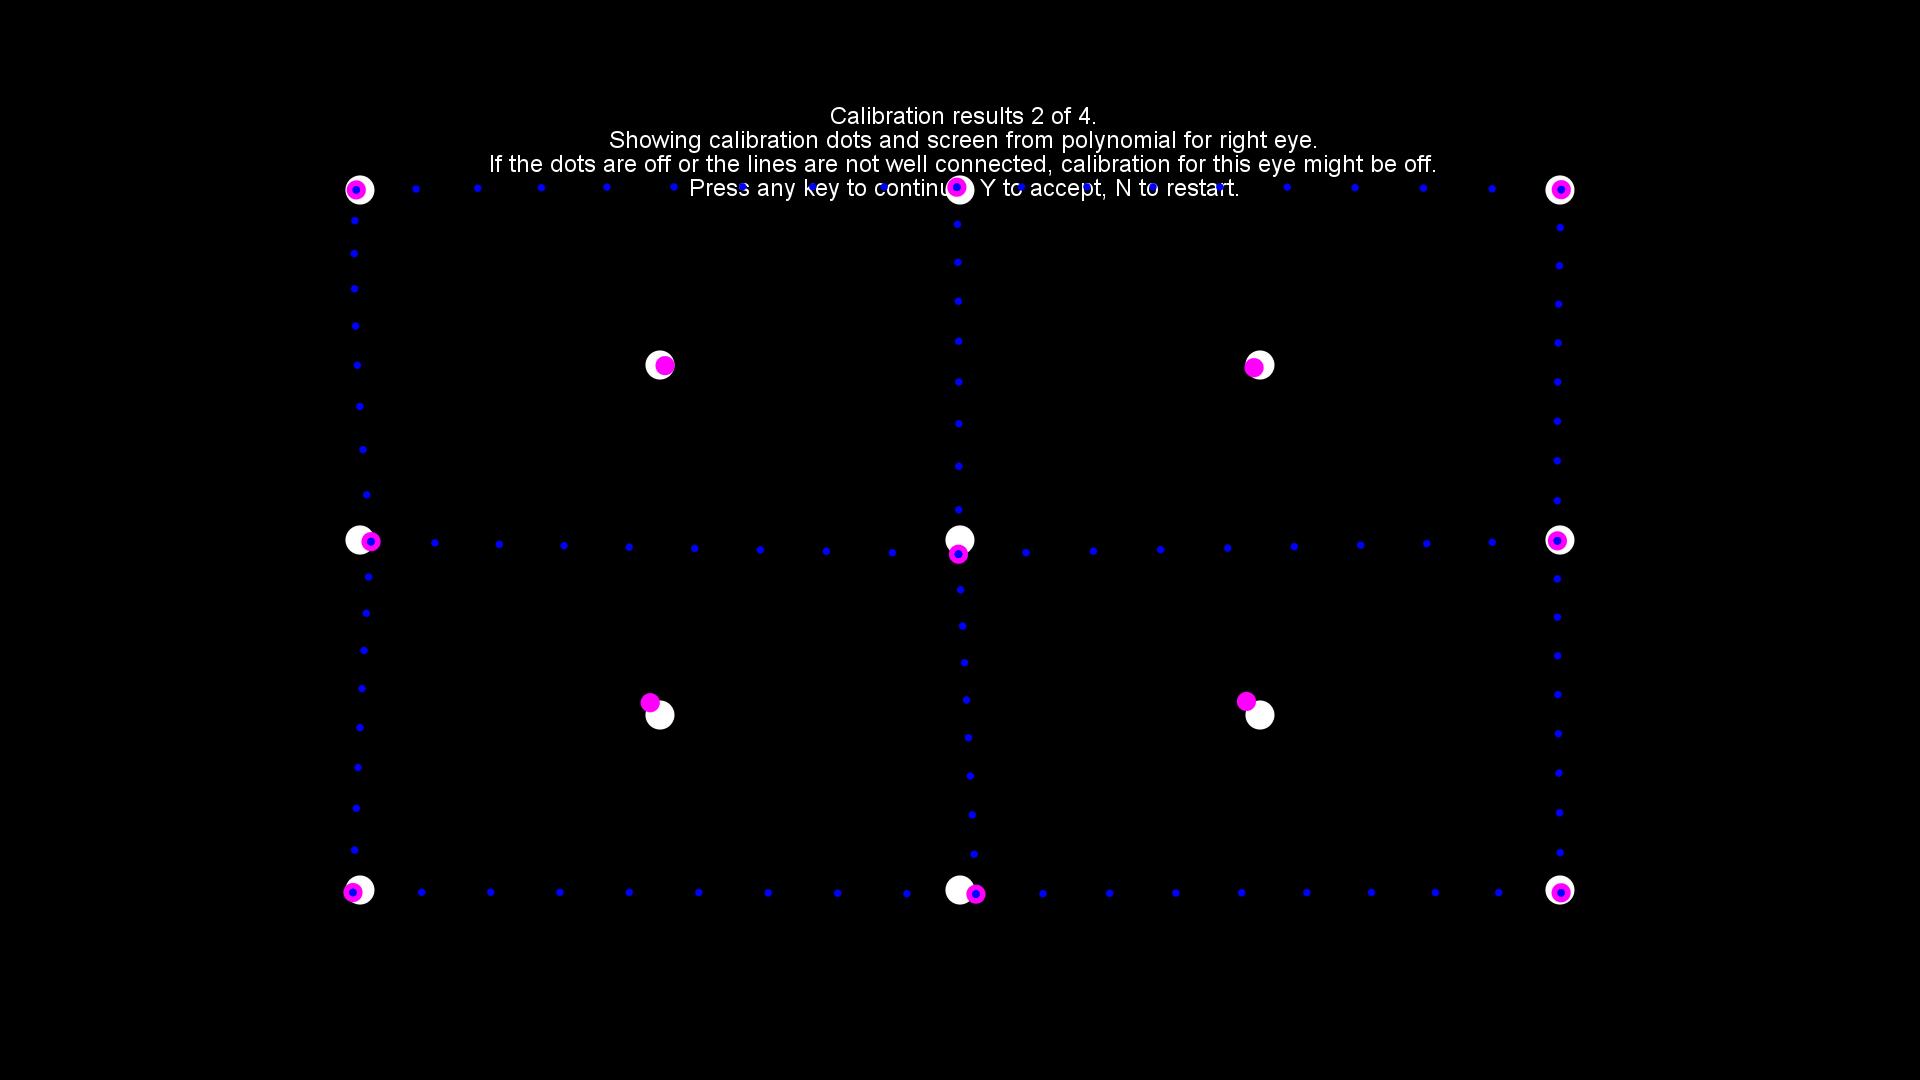 Calibration results 2 of 4.
Showing calibration dots and screen from polynomial for right eye.
If the dots are off or the lines are not well connected, calibration for this eye might be off.
Press any key to continue, Y to accept, N to restart.